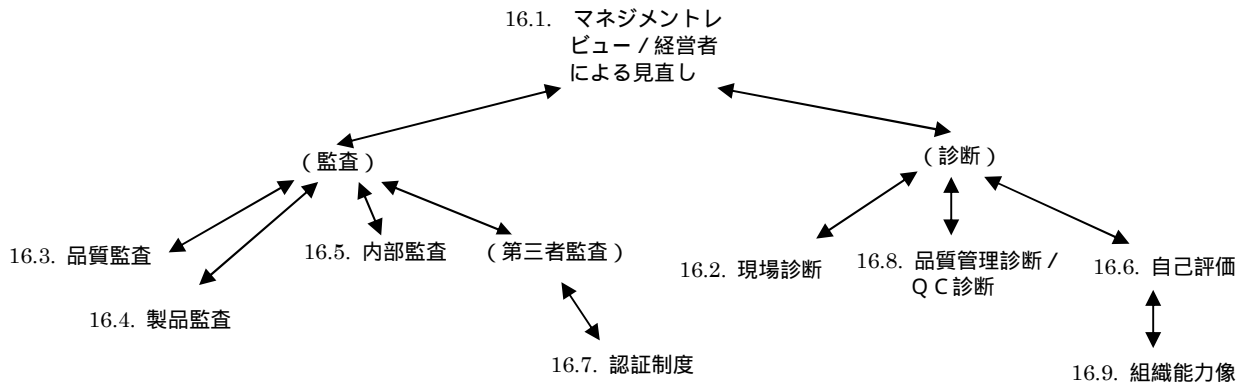 16.1. マネジメントレ
ビュー / 経営者
による見直し
( 監査 )
( 診断 )
16.3. 品質監査
16.5. 内部監査
( 第三者監査 )
16.2. 現場診断
16.8. 品質管理診断 /
ＱＣ診断
16.6. 自己評価
16.4. 製品監査
16.7. 認証制度
16.9. 組織能力像